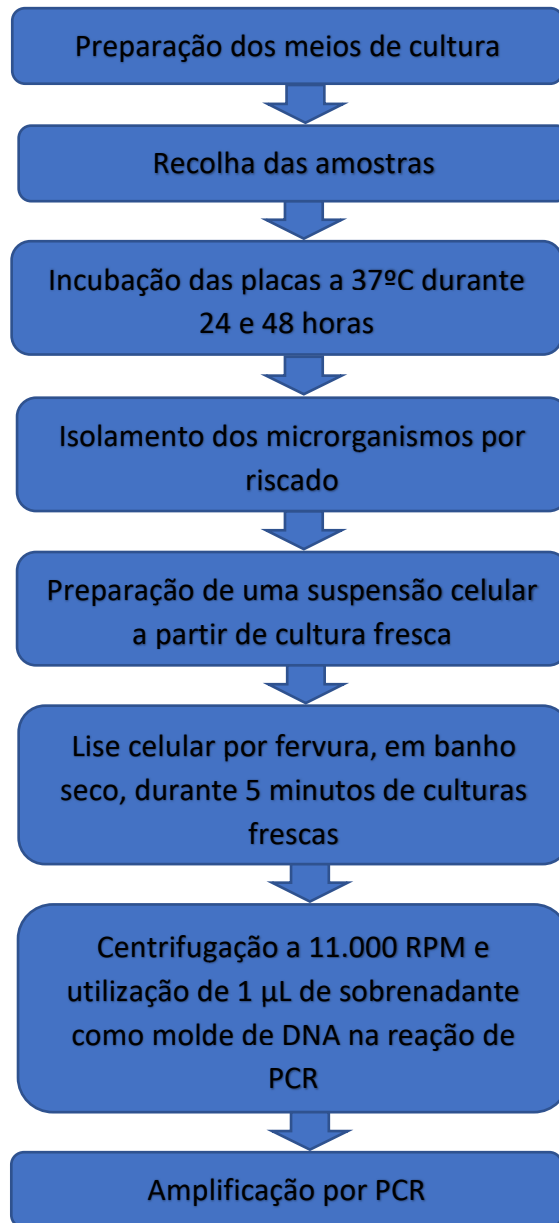 Preparação dos meios de cultura
Recolha das amostras
Incubação das placas a 37ºC durante
24 e 48 horas
Isolamento dos microrganismos por
riscado
Preparação de uma suspensão celular
a partir de cultura fresca
Lise celular por fervura, em banho
seco, durante 5 minutos de culturas
frescas
Centrifugação a 11.000 RPM e
utilização de 1 µL de sobrenadante
como molde de DNA na reação de
PCR
Amplificação por PCR